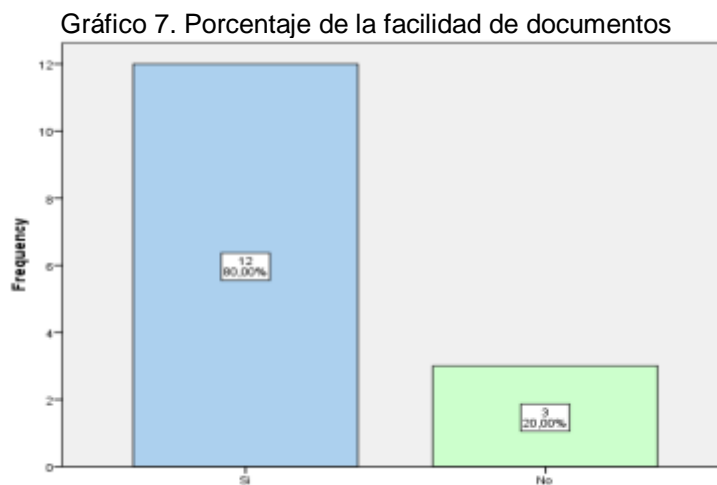 Gráfico 7. Porcentaje de la facilidad de documentos
12
10
8
6
4
2
0
Frequency
12
80,00%
3
20,00%
Si
No